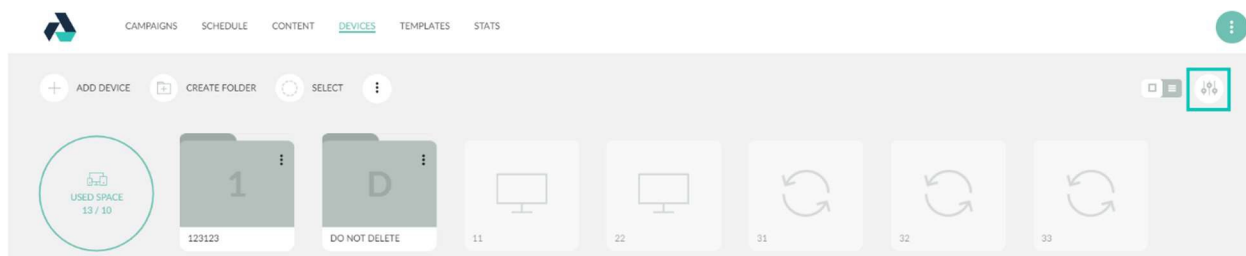 CAMPAIGNS SCHEDULE CONTENT DEVICES TEMPLATES STATS
ADD DEVICE CREATE FOLDER SELECT
USED SPACE
13 / 10
1
123123
D
DO NOT DELETE
11
22
31
32
33